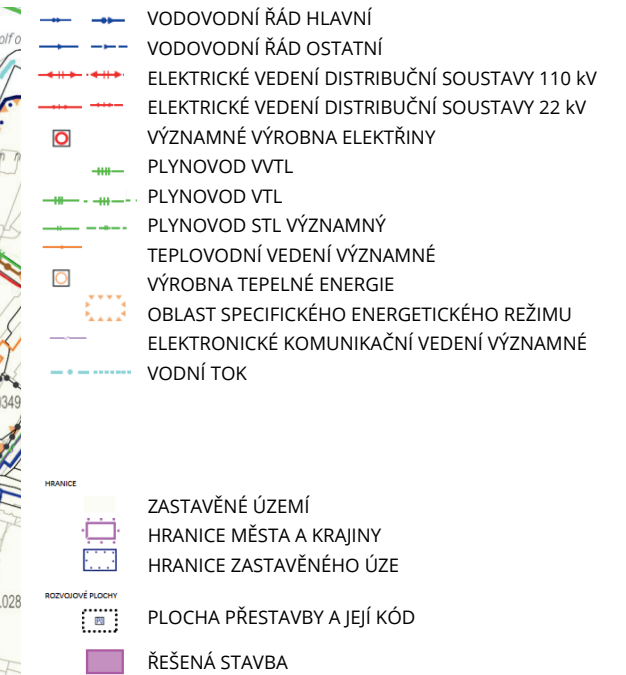 VODOVODNÍ ŘÁD HLAVNÍ
VODOVODNÍ ŘÁD OSTATNÍ
ELEKTRICKÉ VEDENÍ DISTRIBUČNÍ SOUSTAVY 110 kV
ELEKTRICKÉ VEDENÍ DISTRIBUČNÍ SOUSTAVY 22 kV
VÝZNAMNÉ VÝROBNA ELEKTŘINY
PLYNOVOD VVTL
PLYNOVOD VTL
PLYNOVOD STL VÝZNAMNÝ
TEPLOVODNÍ VEDENÍ VÝZNAMNÉ
VÝROBNA TEPELNÉ ENERGIE
OBLAST SPECIFICKÉHO ENERGETICKÉHO REŽIMU
ELEKTRONICKÉ KOMUNIKAČNÍ VEDENÍ VÝZNAMNÉ
VODNÍ TOK
0349
HRANICE
ZASTAVĚNÉ ÚZEMÍ
HRANICE MĚSTA A KRAJINY
HRANICE ZASTAVĚNÉHO ÚZE
ROZVOJOVÉ PLOCHY
.028
PLOCHA PŘESTAVBY A JEJÍ KÓD
ŘEŠENÁ STAVBA